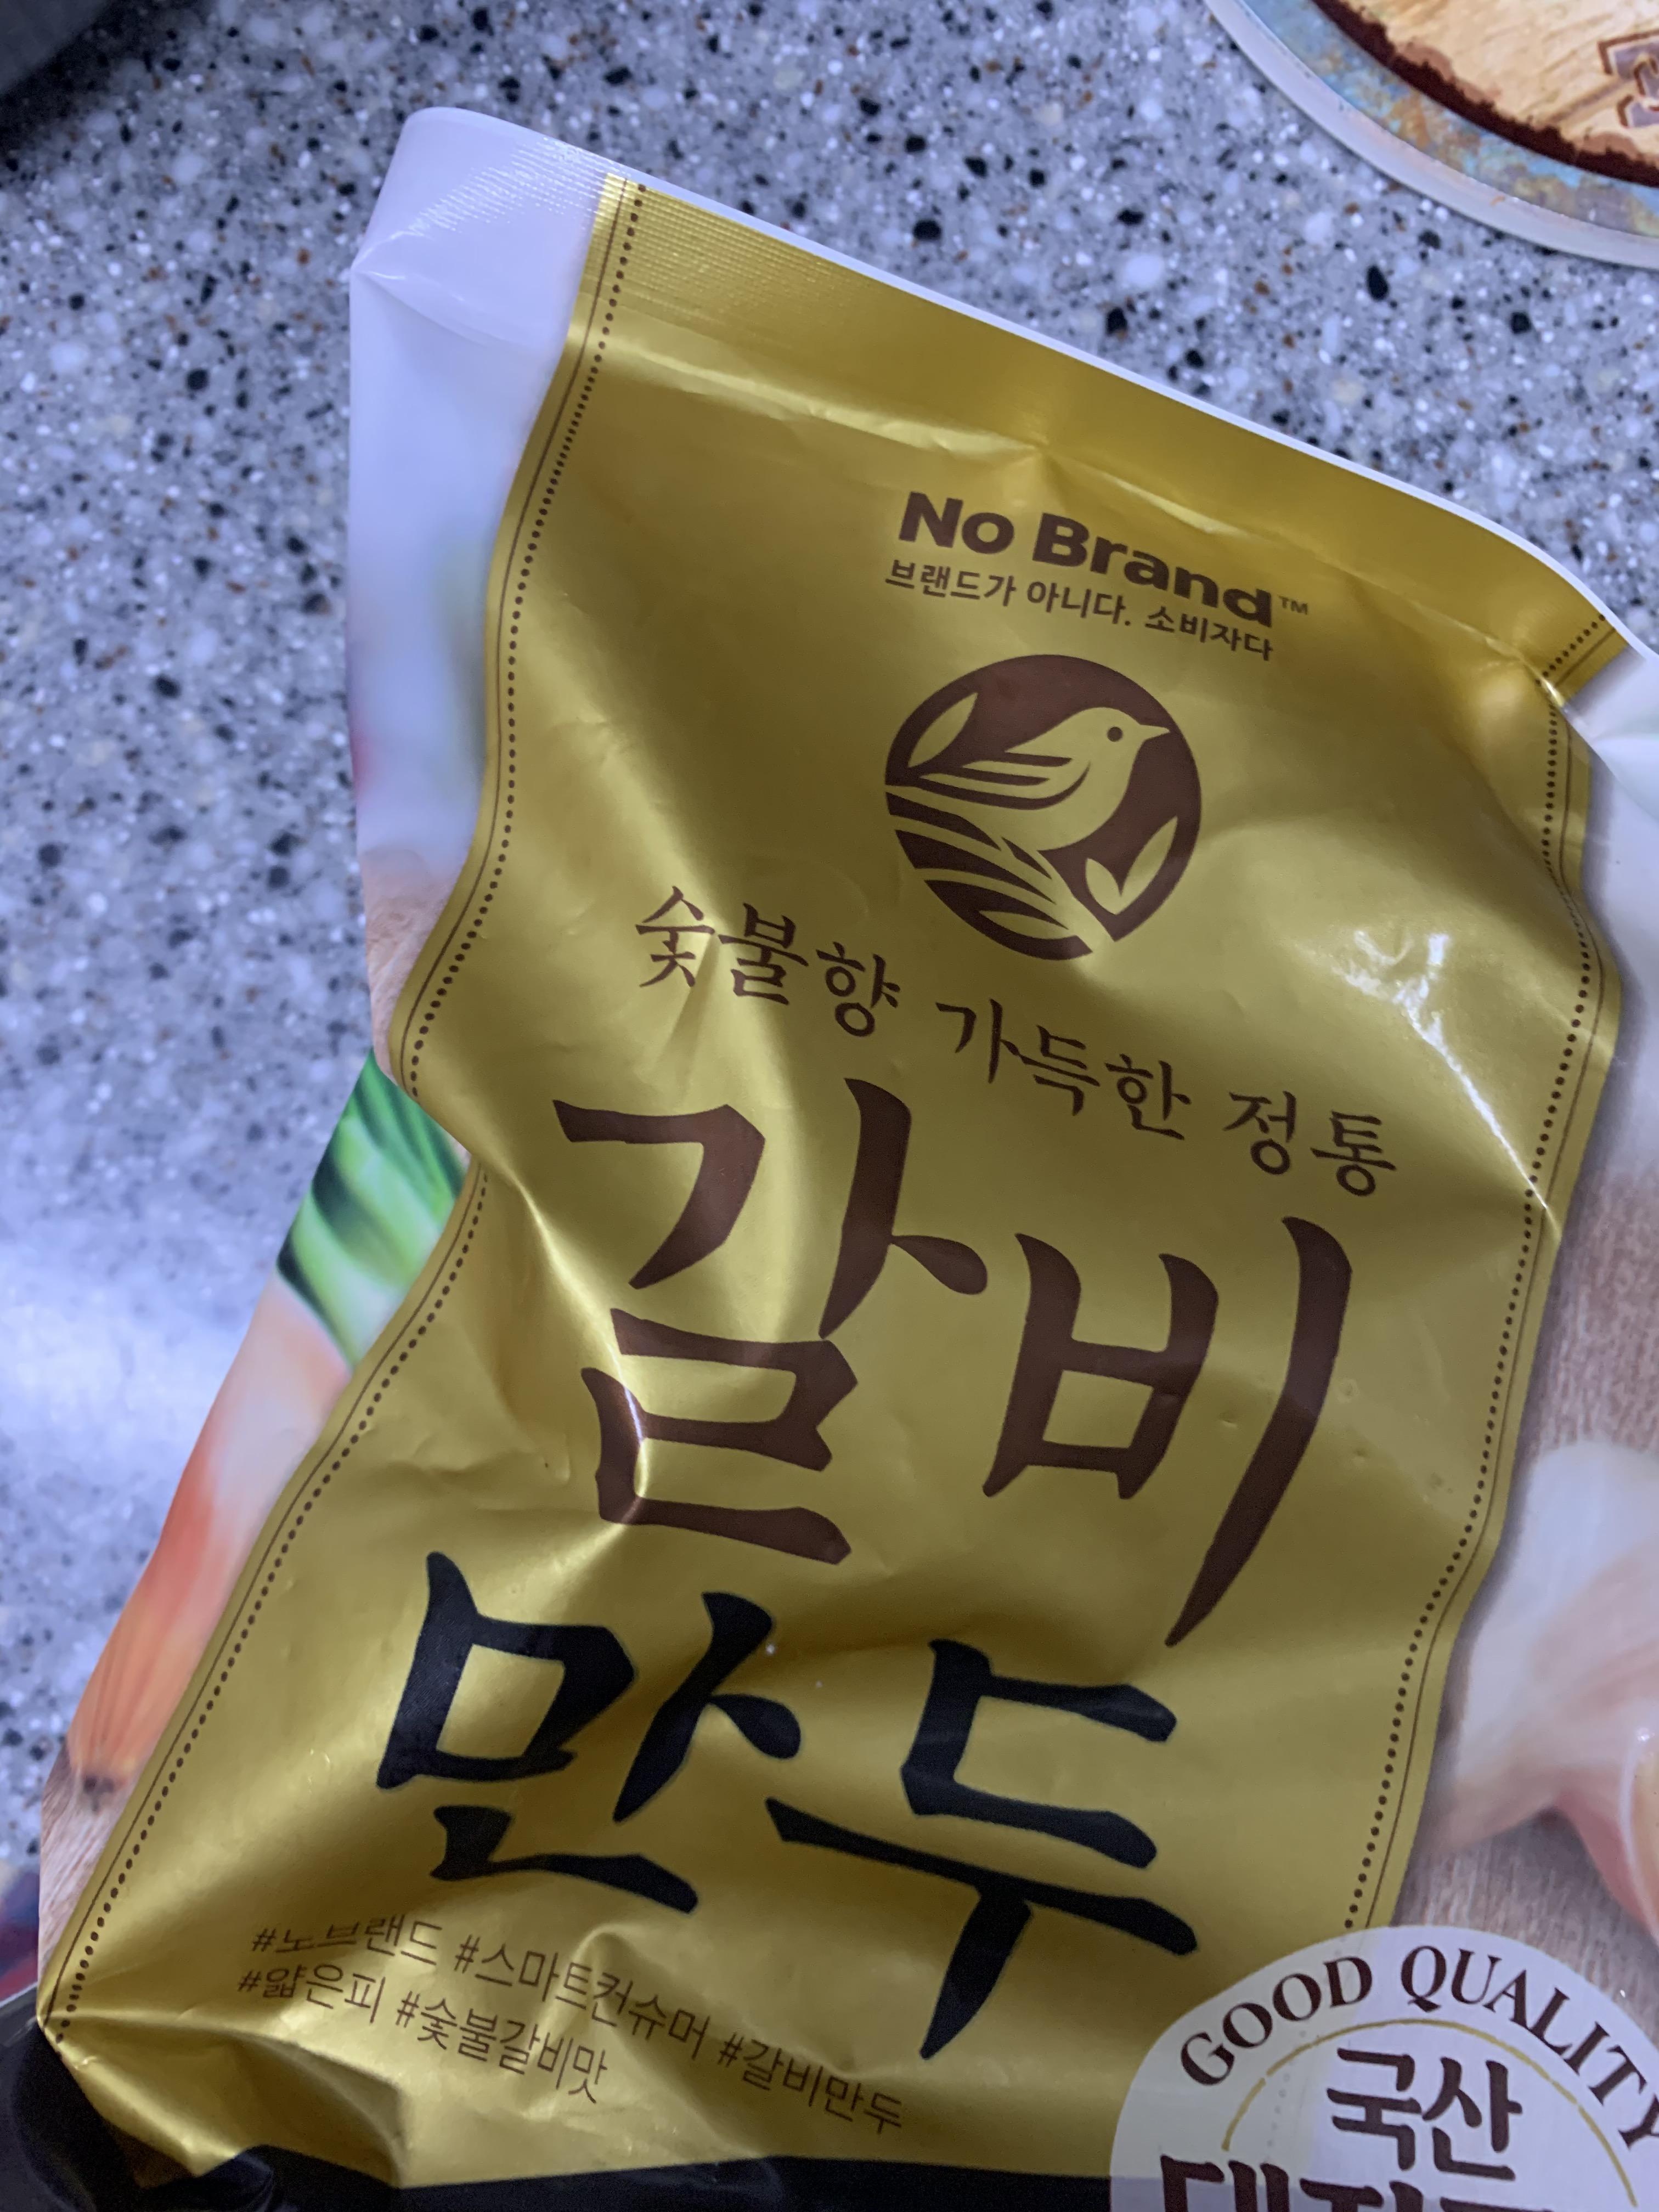 No Brand™
브랜드가 아니다. 소비자다
숯불향 가득한 정통
갈비
만두
#노브랜드 #스마트컨슈머 #갈비만두
#얇은피 #숯불갈비맛
GOOD QUALITY
국산